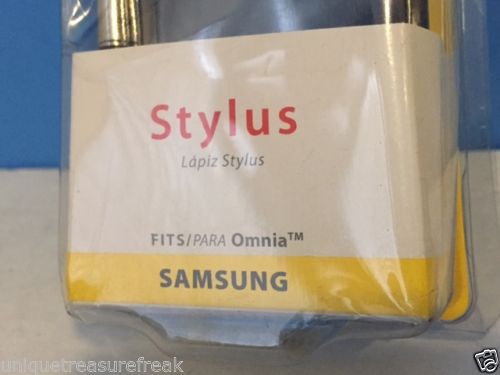 Stylus
Lápiz Stylus
FITS/PARA Omnia™
SAMSUNG
uniquetreasurefreak